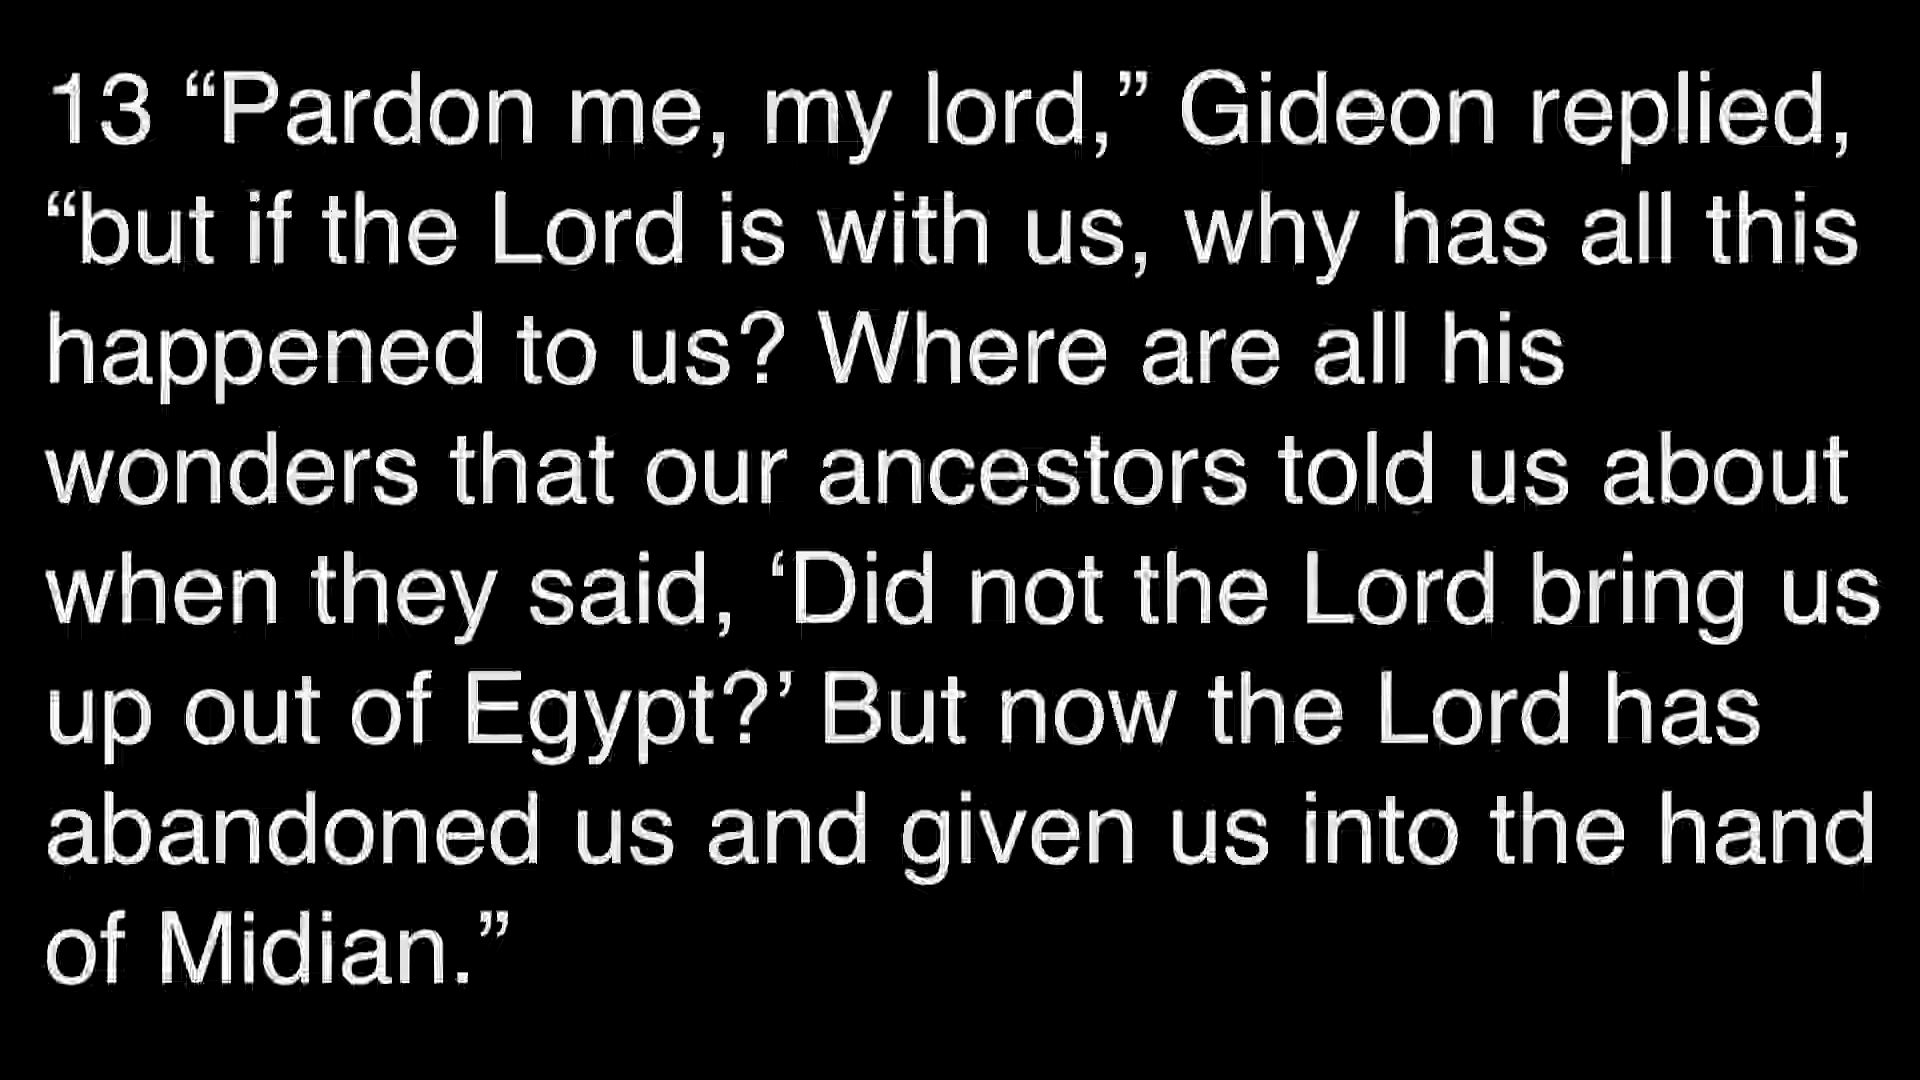 13 “Pardon me, my lord,” Gideon replied,
“but if the Lord is with us, why has all this
happened to us? Where are all his
wonders that our ancestors told us about
when they said, ‘Did not the Lord bring us
up out of Egypt?’ But now the Lord has
abandoned us and given us into the hand
of Midian.”